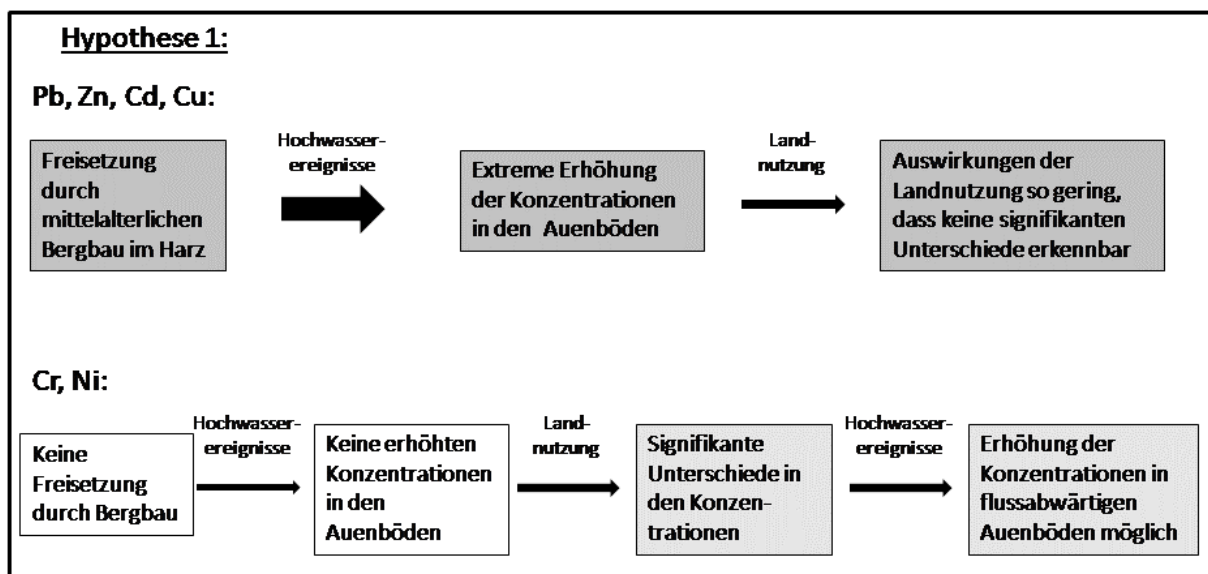 Hypothese 1:
Pb, Zn, Cd, Cu:
Freisetzung
durch
mittelalterlichen
Bergbau im Harz
Hochwasser-
ereignisse
Extreme Erhöhung
der Konzentrationen
in den Auenböden
Land-
nutzung
Auswirkungen der
Landnutzung so gering,
dass keine signifikanten
Unterschiede erkennbar
Cr, Ni:
Keine
Freisetzung
durch Bergbau
Hochwasser-
ereignisse
Keine erhöhten
Konzentrationen
in den
Auenböden
Land-
nutzung
Signifikante
Unterschiede in
den Konzen-
trationen
Hochwasser-
ereignisse
Erhöhung der
Konzentrationen in
flussabwärtigen
Auenböden möglich